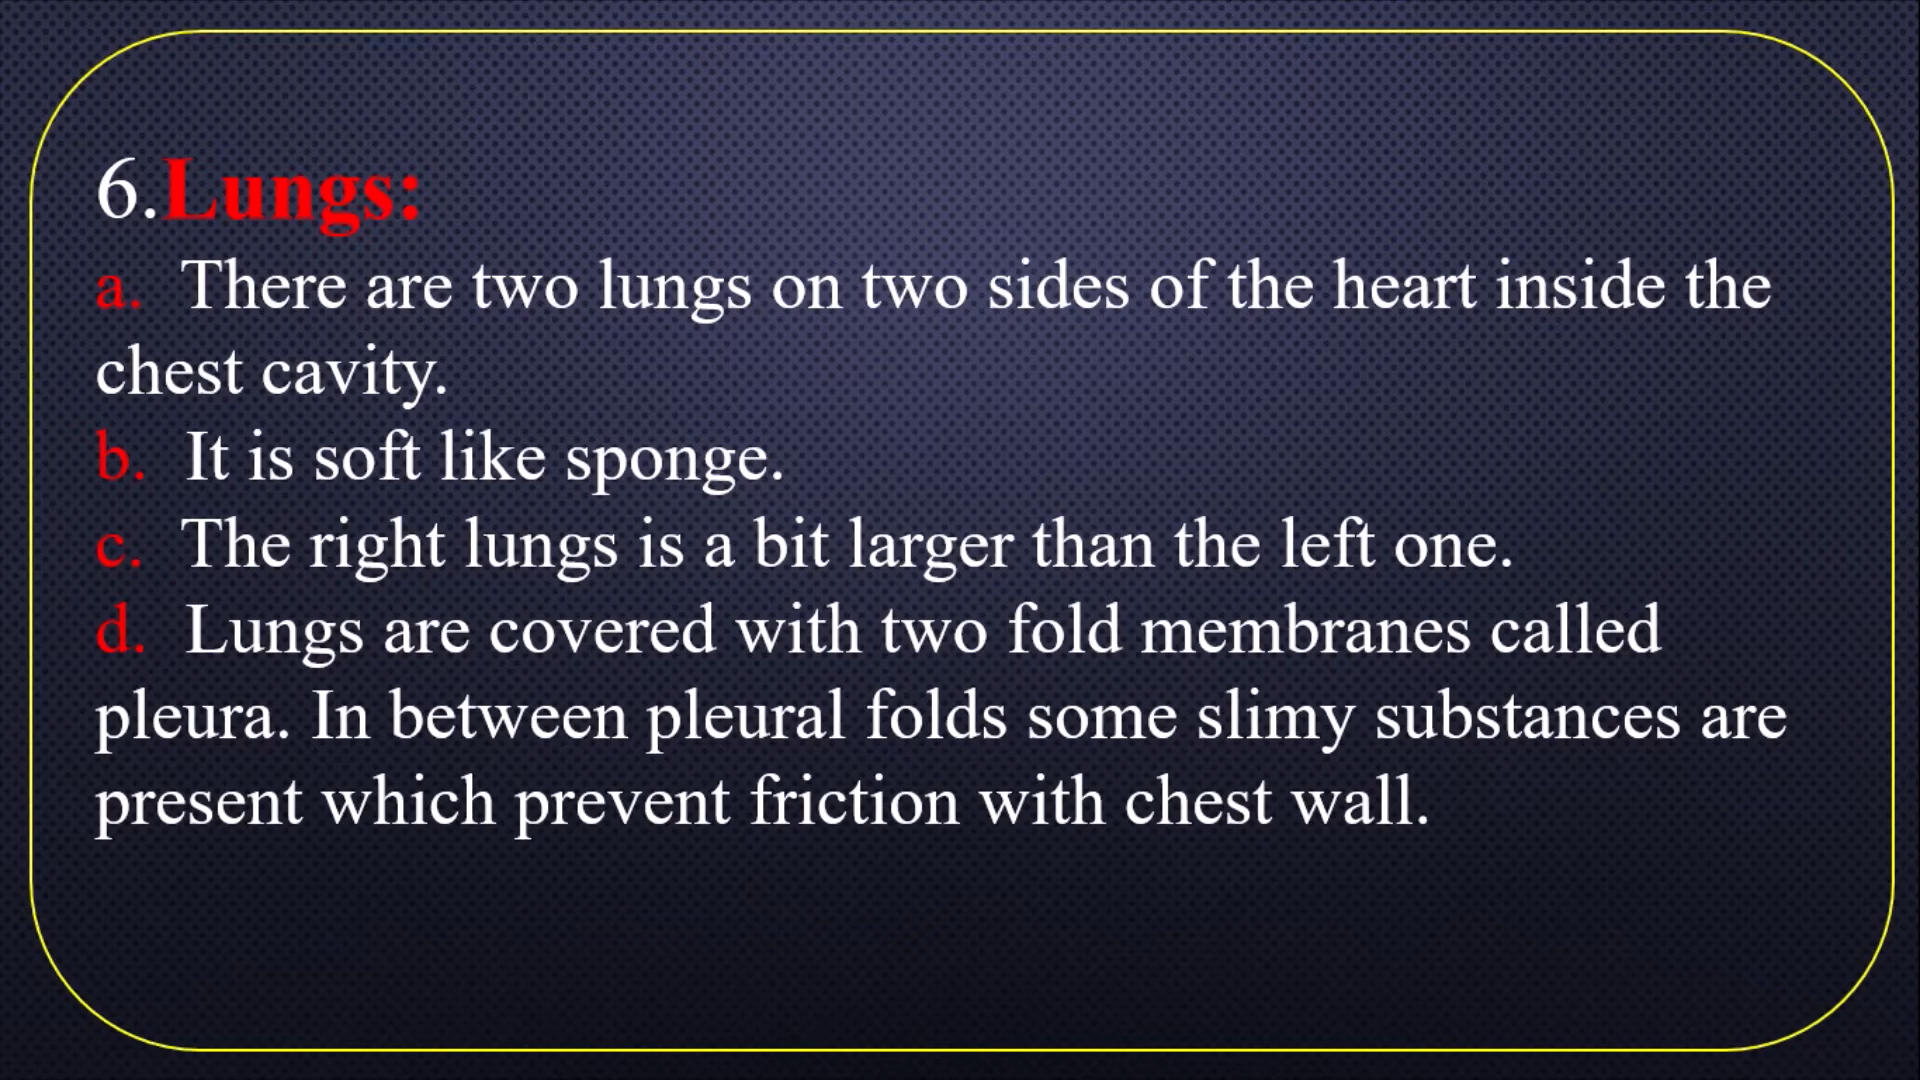 6.Lungs:
a. There are two lungs on two sides of the heart inside the
chest cavity.
b. It is soft like sponge.
c. The right lungs is a bit larger than the left one.
d. Lungs are covered with two fold membranes called
pleura. In between pleural folds some slimy substances are
present which prevent friction with chest wall.